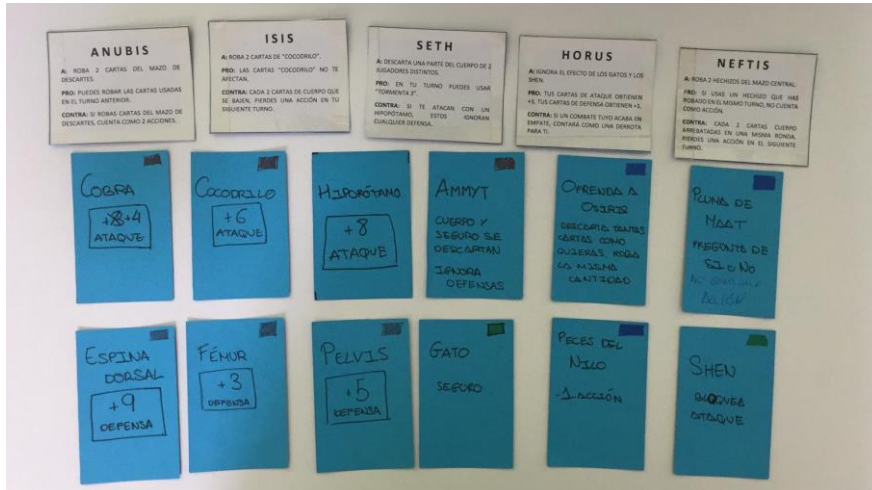 ANUBIS
A: ROBA 2 CARTAS DEL MAZO DE
DESCARTES.
PRO: PUEDES ROBAR LAS CARTAS USADAS
EN EL TURNO ANTERIOR.
CONTRA: SI ROBAS CARTAS DEL MAZO DE
DESCARTES, CUENTA COMO 2 ACCIONES.
ISIS
A: ROBA 2 CARTAS DE "COCODRILO".
PRO: LAS CARTAS "COCODRILO" NO TE
AFECTAN.
CONTRA: CADA 2 CARTAS DE CUERPO QUE
SE BAJEN, PIERDES UNA ACCIÓN EN TU
SIGUIENTE TURNO.
SETH
A: DESCARTA UNA PARTE DEL CUERPO DE 2
JUGADORES DISTINTOS.
PRO: EN TU TURNO PUEDES USAR
"TORMENTA 3".
CONTRA: SI TE ATACAN CON UN
HIPOPÓTAMO, ESTOS IGNORAN
CUALQUIER DEFENSA.
HORUS
A: IGNORA EL EFECTO DE LOS GATOS Y LOS
SHEN.
PRO: TUS CARTAS DE ATAQUE OBTIENEN
+3, TUS CARTAS DE DEFENSA OBTIENEN
CONTRA: SI UN COMBATE TUYO ACABA EN
EMPATE, CONTARÁ COMO UNA DERROTA
PARA TI.
NEFTIS
A: ROBA 2 HECHIZOS DEL MAZO CENTRAL.
PRO: SI USAS UN HECHIZO QUE HAS
ROBADO EN EL MISMO TURNO, NO CUENTA
COMO ACCIÓN.
CONTRA: CADA 2 CARTAS CUERPO
ARREBATADAS EN UNA MISMA RONDA,
PIERDES UNA ACCIÓN EN EL SIGUIENTE
TURNO.
COBRA
+4
ATAQUE
COCODRILO
+6
ATAQUE
HIPOPÓTAMO
+8
ATAQUE
AMMYT
CUERPO Y
SEGURO SE
DESCARTAN
IGNORA
DEFENSAS
OFRENDA A
OSIRIS
DESCARTA TANTAS
CARTAS COMO
QUIERAS ROBA
LA MISMA
CANTIDAD
PLUMA DE
MAAT
PREGUNTA DE
SI O NO
ACCIÓN
ESPINA
DORSAL
+9
DEFENSA
FÉMUR
+3
DEFENSA
PELVIS
+5
DEFENSA
GATO
SEGURO
PECES DEL
NILO
-1 ACCIÓN
SHEN
BLOQUEA
ATAQUE